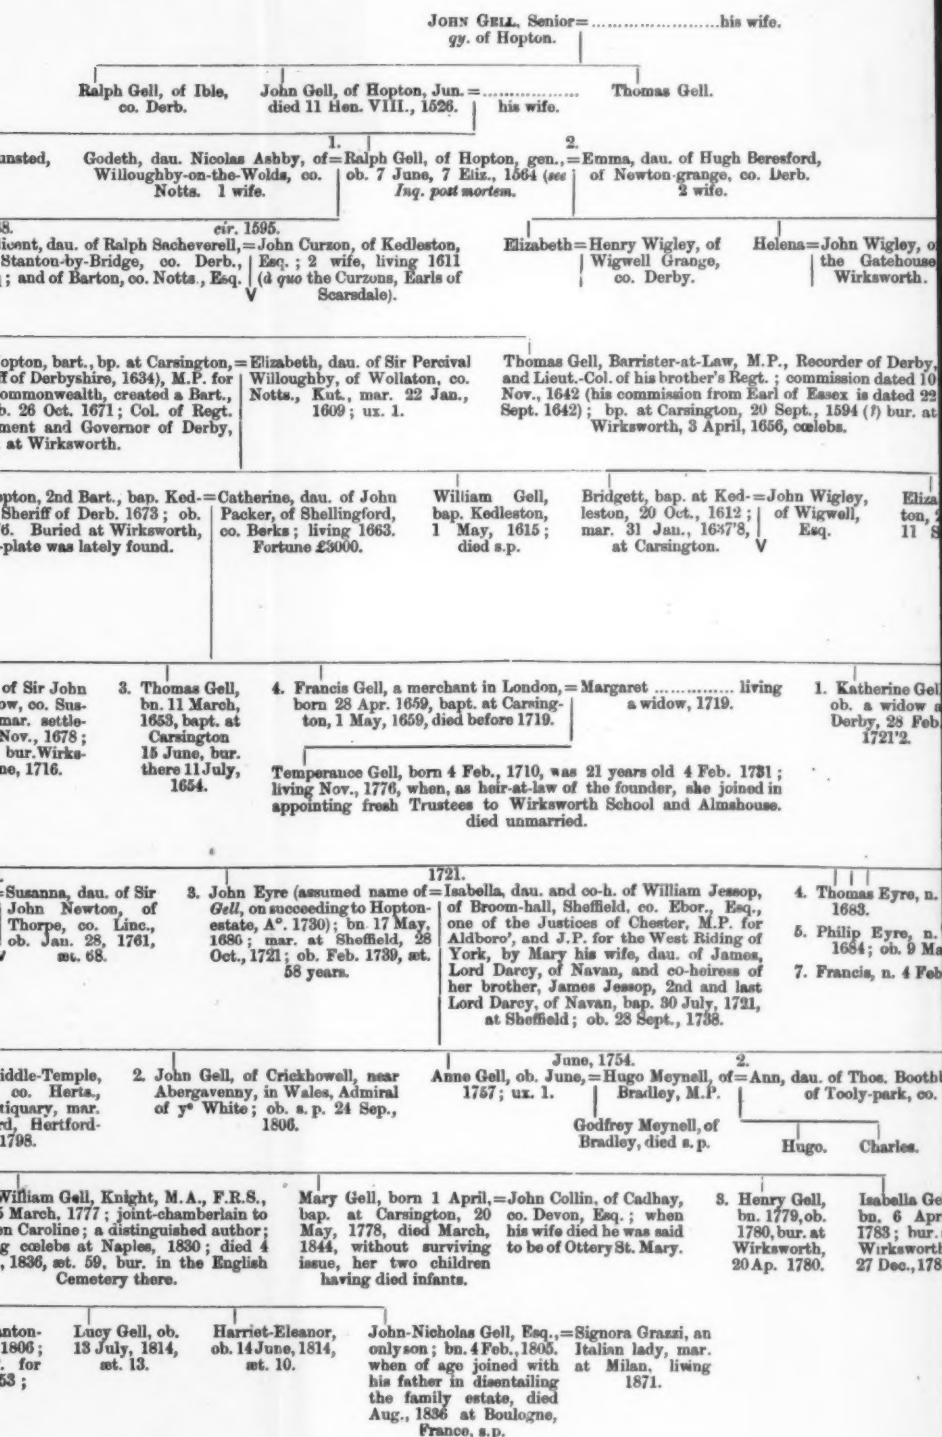 JOHN GELL, Senior=........................his wife.
qy. of Hopton.
Ralph Gell, of Ible,
co. Derb.
John Gell, of Hopton, Jun. =..................
died 11 Hen. VIII., 1526. his wife.
Thomas Gell.
unsted,
1.
2.
Godeth, dau. Nicolas Ashby, of=
Willoughby-on-the-Wolds, co.
Notts. 1 wife.
Ralph Gell, of Hopton, gen.,=
ob. 7 June, 7 Eliz., 1564 (see
Inq. post mortem.
Emma, dau. of Hugh Beresford,
of Newton-grange, co. Derb.
2 wife.
8.
cir. 1595.
dau. of Ralph Sacheverell,=
Stanton-by-Bridge, co. Derb.,
; and of Barton, co. Notts., Esq.
John Curzon, of Kedleston,
Esq. ; 2 wife, living 1611
(d quo the Curzons, Earls of
Scarsdale).
V
Elizabeth=Henry Wigley, of
Wigwell Grange,
co. Derby.
Helena=John Wigley, o
the Gatehouse
Wirksworth.
opton, bart., bp. at Carsington,=
ff of Derbyshire, 1634), M.P. for
ommonwealth, created a Bart.,
b. 26 Oct. 1671; Col. of Regt.
ment and Governor of Derby,
at Wirksworth.
Elizabeth, dau. of Sir Percival
Willoughby, of Wollaton, co.
Notts., Knt., mar. 22 Jan.,
1609 ; ux. 1.
Thomas Gell, Barrister-at-Law, M.P., Recorder of Derby,
and Lieut.-Col. of his brother's Regt. ; commission dated 10
Nov., 1642 (his commission from Earl of Essex is dated 22
Sept. 1642) ; bp. at Carsington, 20 Sept., 1594 (?) bur. at
Wirksworth, 3 April, 1656, cœlebs.
opton, 2nd Bart., bap. Ked-=
Sheriff of Derb. 1673 ; ob.
6. Buried at Wirksworth,
-plate was lately found.
Catherine, dau. of John
Packer, of Shellingford,
co. Berks ; living 1663.
Fortune £3000.
William Gell,
bap. Kedleston,
1 May, 1615 ;
died s.p.
Bridgett, bap. at Ked-=
leston, 20 Oct., 1612 ;
mar. 31 Jan., 1637'8,
at Carsington.
John Wigley,
of Wigwell,
Esq.
V
Eliza
ton, 2
11 S
of Sir John
ow, co. Sus-
mar. settle-
Nov., 1678 ;
bur. Wirks-
ne, 1716.
3. Thomas Gell,
bn. 11 March,
1653, bapt. at
Carsington
15 June, bur.
there 11 July,
1654.
4. Francis Gell, a merchant in London,=
born 28 Apr. 1659, bapt. at Carsing-
ton, 1 May, 1659, died before 1719.
Margaret ............... living
a widow, 1719.
1. Katherine Gel
ob. a widow a
Derby, 28 Feb
1721'2.
Temperance Gell, born 4 Feb., 1710, was 21 years old 4 Feb. 1731 ;
living Nov., 1776, when, as heir-at-law of the founder, she joined in
appointing fresh Trustees to Wirksworth School and Almshouse.
died unmarried.
1721.
=Susanna, dau. of Sir
John Newton, of
Thorpe, co. Linc.,
ob. Jan. 28, 1761,
æt. 68.
V
3. John Eyre (assumed name of=
Gell, on succeeding to Hopton-
estate, A°. 1730) ; bn. 17 May,
1686 ; mar. at Sheffield, 28
Oct., 1721 ; ob. Feb. 1739, æt.
58 years.
Isabella, dau. and co-h. of William Jessop,
of Broom-hall, Sheffield, co. Ebor., Esq.,
one of the Justices of Chester, M.P. for
Aldboro', and J.P. for the West Riding of
York, by Mary his wife, dau. of James,
Lord Darcy, of Navan, and co-heiress of
her brother, James Jessop, 2nd and last
Lord Darcy, of Navan, bap. 30 July, 1721,
at Sheffield ; ob. 28 Sept., 1738.
4. Thomas Eyre, n.
1683.
5. Philip Eyre, n.
1684 ; ob. 9 Ma
7. Francis, n. 4 Feb
iddle-Temple,
co. Herts.,
tiquary, mar.
rd, Hertford-
1798.
2. John Gell, of Crickhowell, near
Abergavenny, in Wales, Admiral
of ye White ; ob. s. p. 24 Sep.,
1806.
June, 1754.
2.
Anne Gell, ob. June,=
1757 ; ux. 1.
Hugo Meynell, of=
Bradley, M.P.
Ann, dau. of Thos. Boothb
of Tooly-park, co.
Godfrey Meynell, of
Bradley, died s. p.
Hugo.
Charles.
William Gell, Knight, M.A., F.R.S.,
5 March, 1777 ; joint-chamberlain to
en Caroline ; a distinguished author ;
g cœlebs at Naples, 1830 ; died 4
, 1836, æt. 59, bur. in the English
Cemetery there.
Mary Gell, born 1 April,=
bap. at Carsington, 20
May, 1778, died March,
1844, without surviving
issue, her two children
having died infants.
John Collin, of Cadhay,
co. Devon, Esq. ; when
his wife died he was said
to be of Ottery St. Mary.
3. Henry Gell,
bn. 1779, ob.
1780, bur. at
Wirksworth,
20 Ap. 1780.
Isabella Ge
bn. 6 Apr
1783 ; bur.
Wirksworth
27 Dec., 178
nton-
1806 ;
. for
53 ;
Lucy Gell, ob.
13 July, 1814,
æt. 13.
Harriet-Eleanor,
ob. 14 June, 1814,
æt. 10.
John-Nicholas Gell, Esq.,=
only son ; bn. 4 Feb., 1805.
when of age joined with
his father in disentailing
the family estate, died
Aug., 1836 at Boulogne,
France, s.p.
Signora Grazzi, an
Italian lady, mar.
at Milan, living
1871.